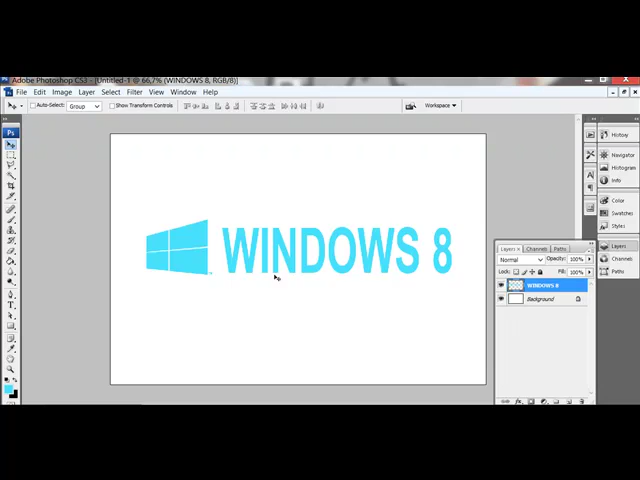 Adobe Photoshop CS3 - [Untitled-1 @ 66,7% (WINDOWS 8, RGB/8)]
File Edit Image Layer Select Filter View Window Help
Auto-Select: Group Show Transform Controls Workspace
Ps
History
Navigator
Histogram
Info
Color
Swatches
Styles
Layers
Channels
Paths
WINDOWS 8
Layers Channels Paths
Normal Opacity: 100%
Lock: Fill: 100%
WINDOWS 8
Background